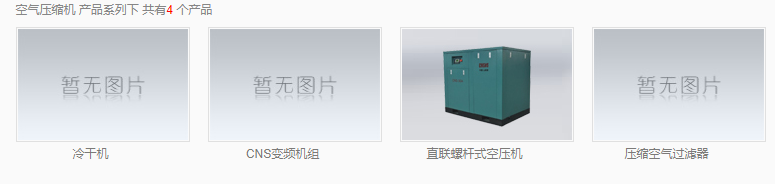 空气压缩机 产品系列下 共有4 个产品
暂无图片 暂无图片 暂无图片
冷干机 CNS变频机组 直联螺杆式空压机 压缩空气过滤器